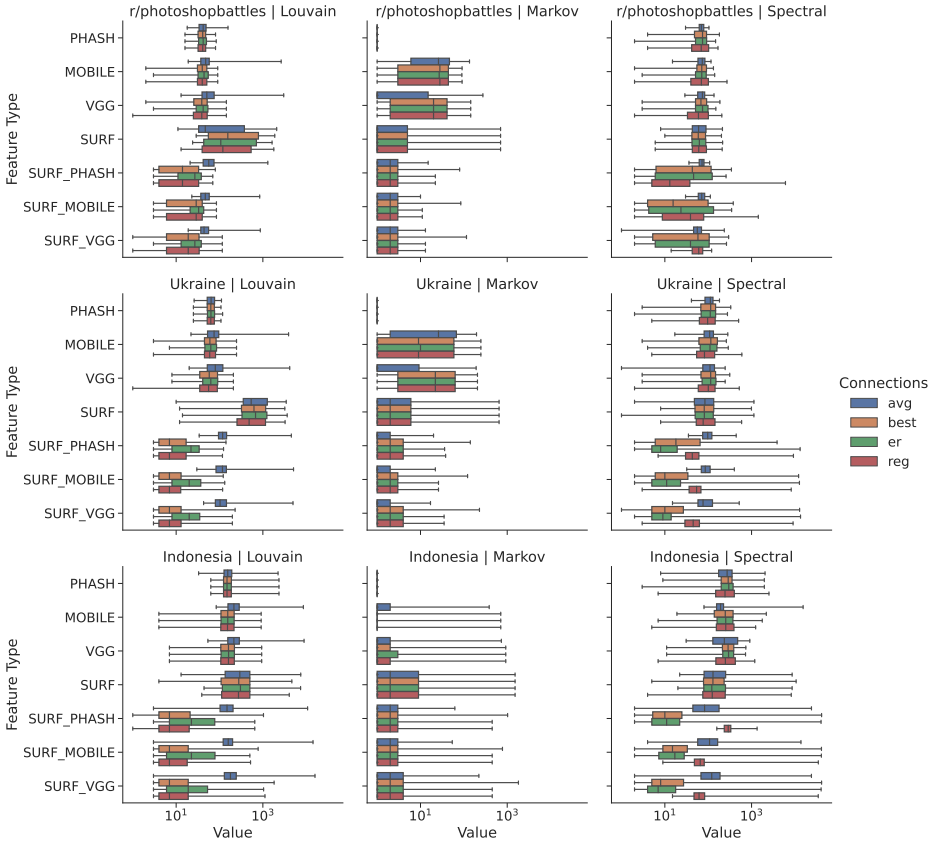 r/photoshopbattles | Louvain
r/photoshopbattles | Markov
r/photoshopbattles | Spectral
Feature Type
PHASH
MOBILE
VGG
SURF
SURF_PHASH
SURF_MOBILE
SURF_VGG
Ukraine | Louvain
Ukraine | Markov
Ukraine | Spectral
Feature Type
PHASH
MOBILE
VGG
SURF
SURF_PHASH
SURF_MOBILE
SURF_VGG
Connections
avg
best
er
reg
Indonesia | Louvain
Indonesia | Markov
Indonesia | Spectral
Feature Type
PHASH
MOBILE
VGG
SURF
SURF_PHASH
SURF_MOBILE
SURF_VGG
10¹ 10³
Value
10¹ 10³
Value
10¹ 10³
Value